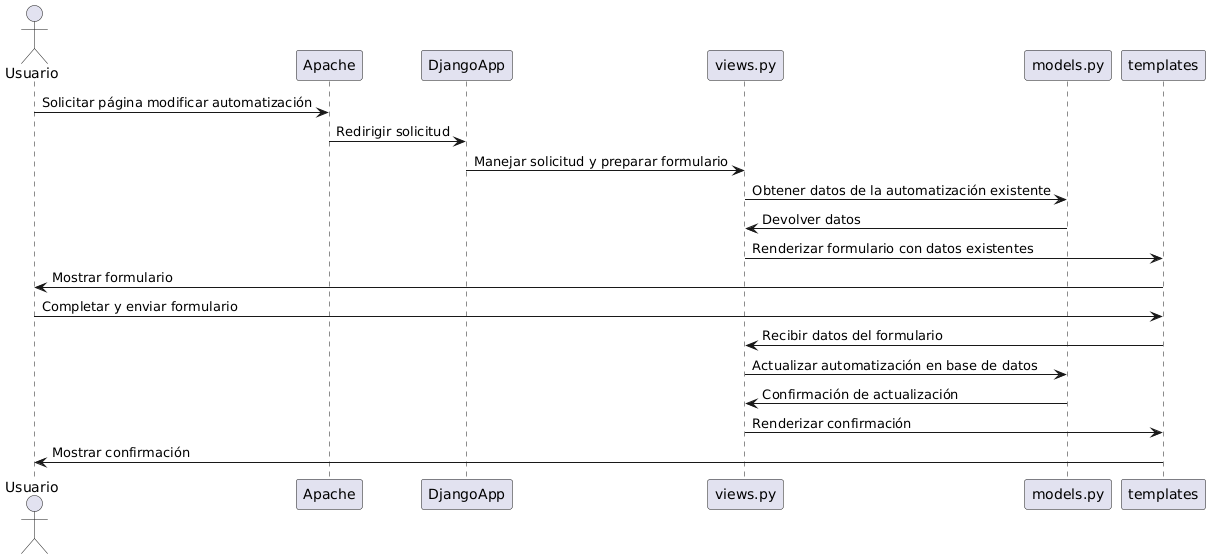 Usuario
Apache
DjangoApp
views.py
models.py
templates
Solicitar página modificar automatización
Redirigir solicitud
Manejar solicitud y preparar formulario
Obtener datos de la automatización existente
Devolver datos
Renderizar formulario con datos existentes
Mostrar formulario
Completar y enviar formulario
Recibir datos del formulario
Actualizar automatización en base de datos
Confirmación de actualización
Renderizar confirmación
Mostrar confirmación
Usuario
Apache
DjangoApp
views.py
models.py
templates